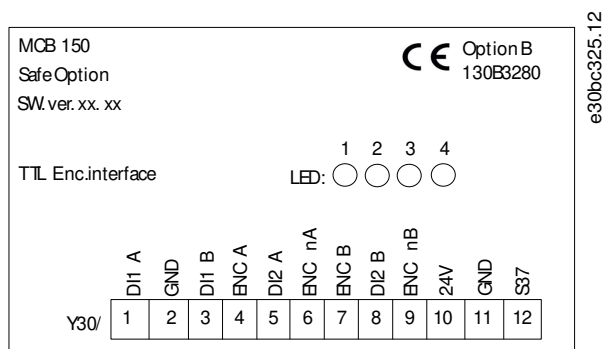 MCB 150
Safe Option
SW. ver. xx. xx
CE Option B
130B3280
e30bc325.12
1 2 3 4
TTL Enc.interface LED:
DI1 A GND DI1 B ENC A DI2 A ENC nA ENC B DI2 B ENC nB 24V GND S37
Y30/ 1 2 3 4 5 6 7 8 9 10 11 12